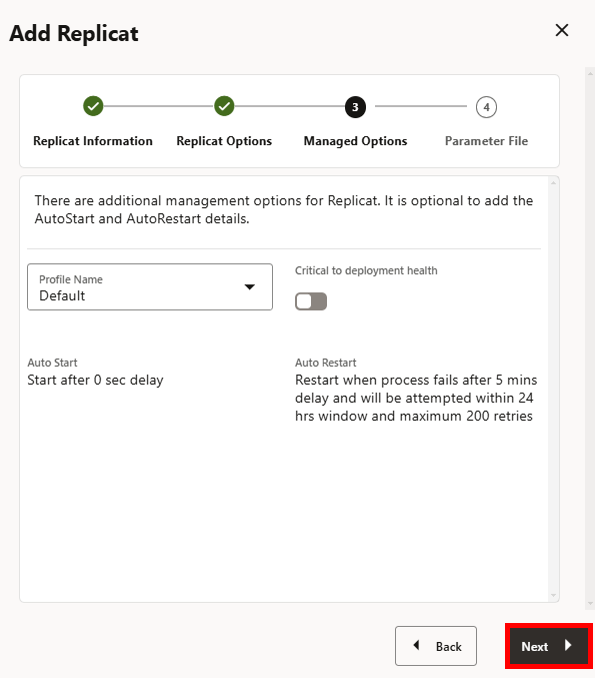 Add Replicat
3
4
Replicat Information
Replicat Options
Managed Options
Parameter File
There are additional management options for Replicat. It is optional to add the
AutoStart and AutoRestart details.
Profile Name
Default
Critical to deployment health
Auto Start
Start after 0 sec delay
Auto Restart
Restart when process fails after 5 mins
delay and will be attempted within 24
hrs window and maximum 200 retries
Back
Next